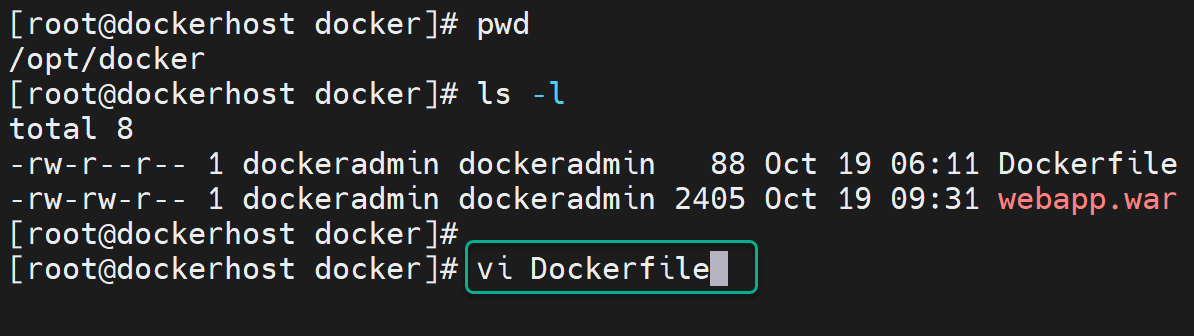 [root@dockerhost docker]# pwd
/opt/docker
[root@dockerhost docker]# ls -l
total 8
-rw-r--r-- 1 dockeradmin dockeradmin   88 Oct 19 06:11 Dockerfile
-rw-rw-r-- 1 dockeradmin dockeradmin 2405 Oct 19 09:31 webapp.war
[root@dockerhost docker]#
[root@dockerhost docker]# vi Dockerfile